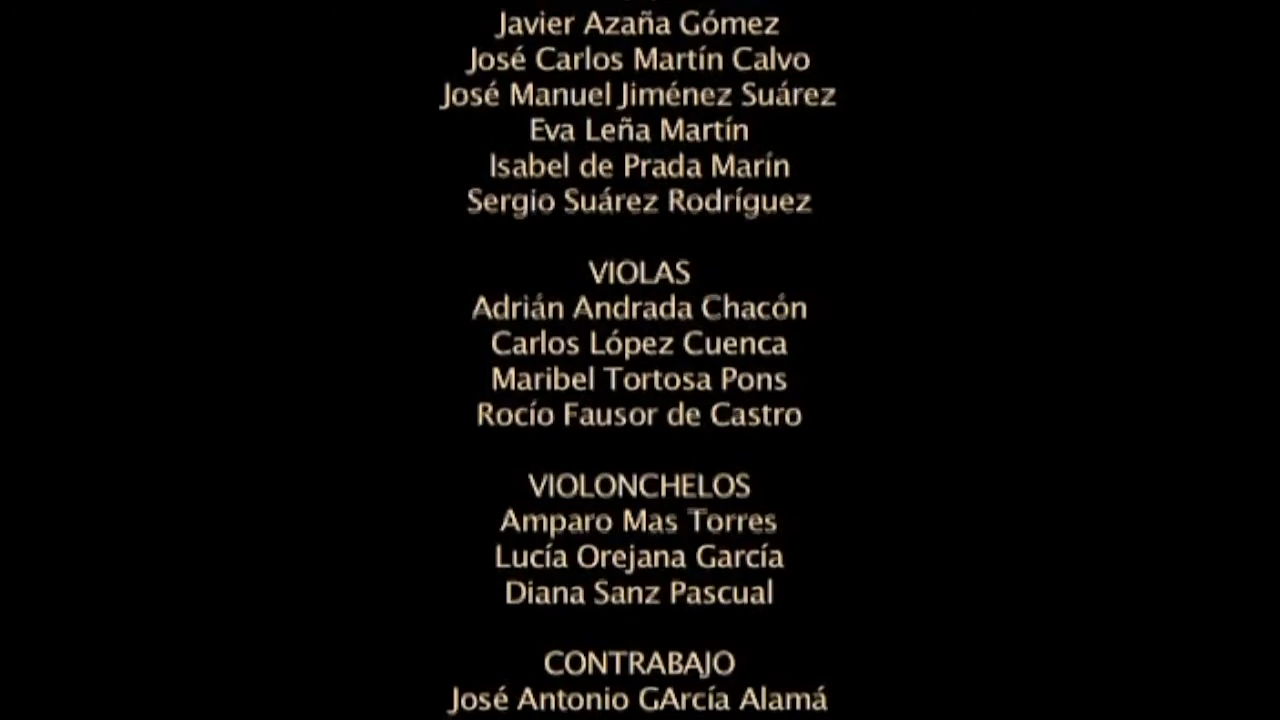 Javier Azaña Gómez
José Carlos Martín Calvo
José Manuel Jiménez Suárez
Eva Leña Martín
Isabel de Prada Marín
Sergio Suárez Rodríguez
VIOLAS
Adrián Andrada Chacón
Carlos López Cuenca
Maribel Tortosa Pons
Rocío Fausor de Castro
VIOLONCHELOS
Amparo Mas Torres
Lucía Orejana García
Diana Sanz Pascual
CONTRABAJO
José Antonio GArcía Alamá